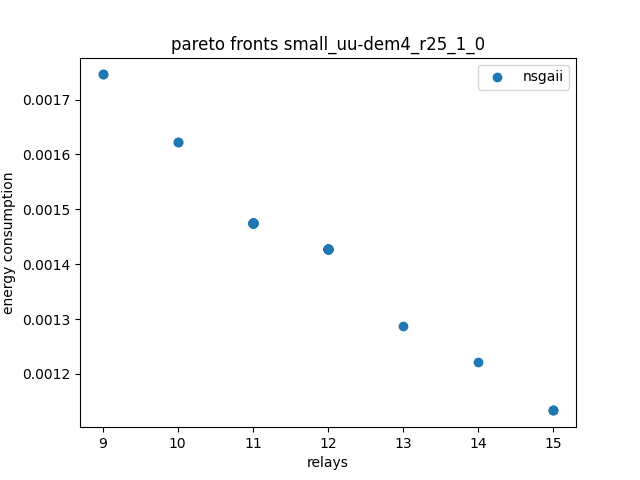 pareto fronts small_uu-dem4_r25_1_0
nsgaii
0.0017
0.0016
0.0015
0.0014
0.0013
0.0012
energy consumption
9 10 11 12 13 14 15
relays